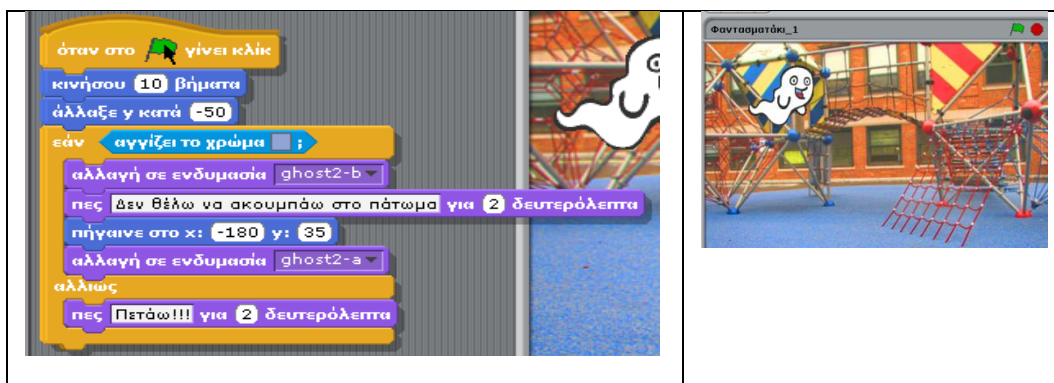 όταν στο γίνει κλίκ
κινήσου 10 βήματα
άλλαξε y κατά -50
εάν αγγίζει το χρώμα ;
αλλαγή σε ενδυμασία ghost2-b
πες Δεν θέλω να ακουμπάω στο πάτωμα για 2 δευτερόλεπτα
πήγαινε στο x: -180 y: 35
αλλαγή σε ενδυμασία ghost2-a
αλλιώς
πες Πετάω!!! για 2 δευτερόλεπτα
Φαντασματάκι_1